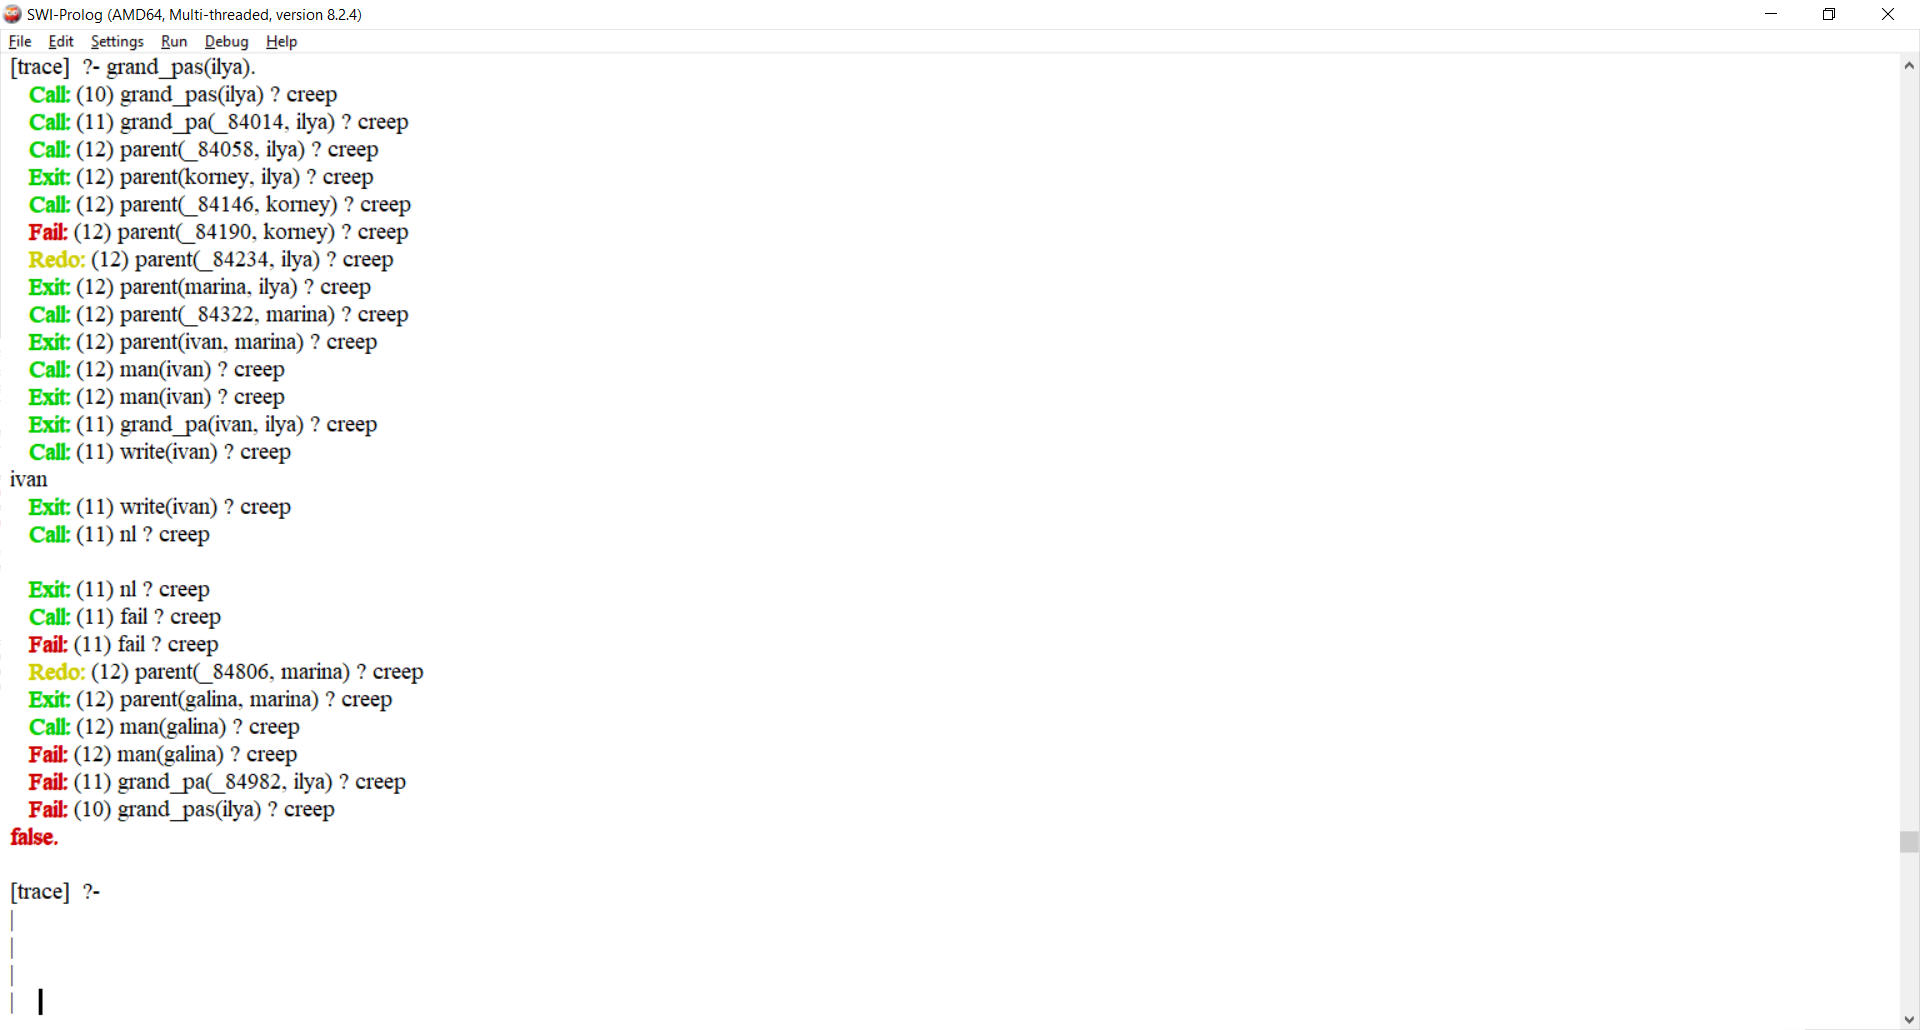 SWI-Prolog (AMD64, Multi-threaded, version 8.2.4)
File Edit Settings Run Debug Help
[trace]  ?- grand_pas(ilya).
Call: (10) grand_pas(ilya) ? creep
Call: (11) grand_pa(_84014, ilya) ? creep
Call: (12) parent(_84058, ilya) ? creep
Exit: (12) parent(korney, ilya) ? creep
Call: (12) parent(_84146, korney) ? creep
Fail: (12) parent(_84190, korney) ? creep
Redo: (12) parent(_84234, ilya) ? creep
Exit: (12) parent(marina, ilya) ? creep
Call: (12) parent(_84322, marina) ? creep
Exit: (12) parent(ivan, marina) ? creep
Call: (12) man(ivan) ? creep
Exit: (12) man(ivan) ? creep
Exit: (11) grand_pa(ivan, ilya) ? creep
Call: (11) write(ivan) ? creep
ivan
Exit: (11) write(ivan) ? creep
Call: (11) nl ? creep
Exit: (11) nl ? creep
Call: (11) fail ? creep
Fail: (11) fail ? creep
Redo: (12) parent(_84806, marina) ? creep
Exit: (12) parent(galina, marina) ? creep
Call: (12) man(galina) ? creep
Fail: (12) man(galina) ? creep
Fail: (11) grand_pa(_84982, ilya) ? creep
Fail: (10) grand_pas(ilya) ? creep
false.
[trace]  ?-
|
|
|
|